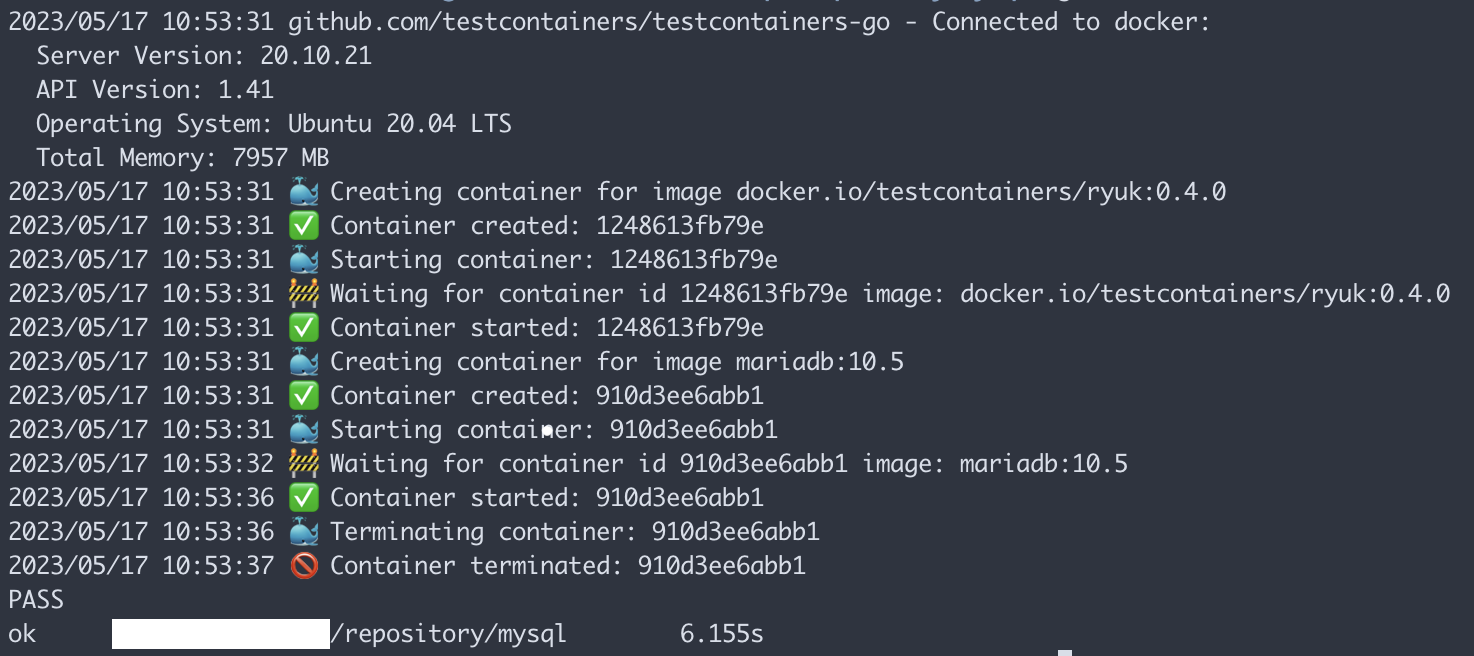 2023/05/17 10:53:31 github.com/testcontainers/testcontainers-go - Connected to docker:
  Server Version: 20.10.21
  API Version: 1.41
  Operating System: Ubuntu 20.04 LTS
  Total Memory: 7957 MB
2023/05/17 10:53:31 🐳 Creating container for image docker.io/testcontainers/ryuk:0.4.0
2023/05/17 10:53:31 ✅ Container created: 1248613fb79e
2023/05/17 10:53:31 🐳 Starting container: 1248613fb79e
2023/05/17 10:53:31 🚧 Waiting for container id 1248613fb79e image: docker.io/testcontainers/ryuk:0.4.0
2023/05/17 10:53:31 ✅ Container started: 1248613fb79e
2023/05/17 10:53:31 🐳 Creating container for image mariadb:10.5
2023/05/17 10:53:31 ✅ Container created: 910d3ee6abb1
2023/05/17 10:53:31 🐳 Starting container: 910d3ee6abb1
2023/05/17 10:53:32 🚧 Waiting for container id 910d3ee6abb1 image: mariadb:10.5
2023/05/17 10:53:36 ✅ Container started: 910d3ee6abb1
2023/05/17 10:53:36 🐳 Terminating container: 910d3ee6abb1
2023/05/17 10:53:37 🚫 Container terminated: 910d3ee6abb1
PASS
ok /repository/mysql 6.155s